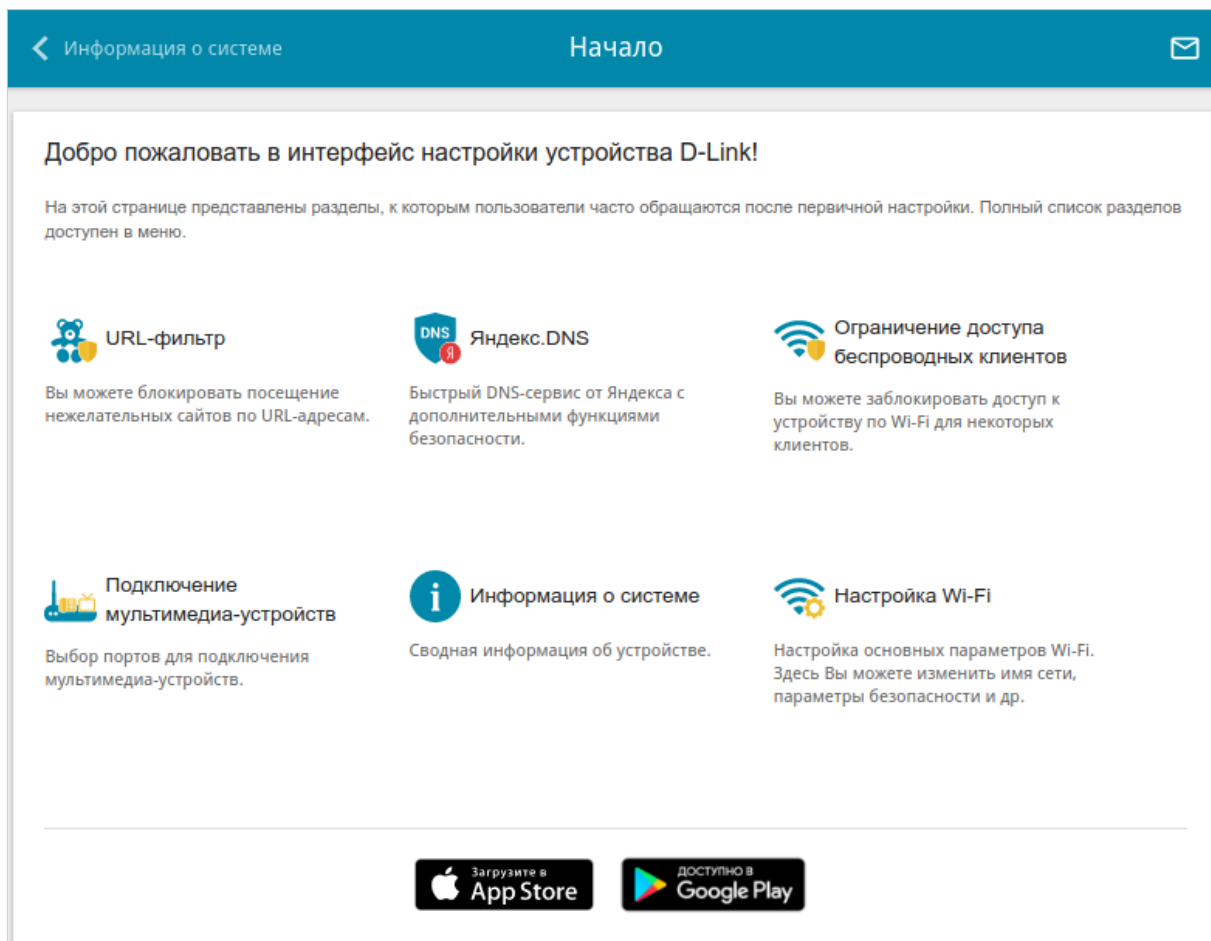 Информация о системе
Начало
Добро пожаловать в интерфейс настройки устройства D-Link!
На этой странице представлены разделы, к которым пользователи часто обращаются после первичной настройки. Полный список разделов
доступен в меню.
URL-фильтр
Вы можете блокировать посещение
нежелательных сайтов по URL-адресам.
DNS
Я
Яндекс.DNS
Быстрый DNS-сервис от Яндекса с
дополнительными функциями
безопасности.
Ограничение доступа
беспроводных клиентов
Вы можете заблокировать доступ к
устройству по Wi-Fi для некоторых
клиентов.
Подключение
мультимедиа-устройств
Выбор портов для подключения
мультимедиа-устройств.
i
Информация о системе
Сводная информация об устройстве.
Настройка Wi-Fi
Настройка основных параметров Wi-Fi.
Здесь Вы можете изменить имя сети,
параметры безопасности и др.
Загрузите в
App Store
ДОСТУПНО В
Google Play